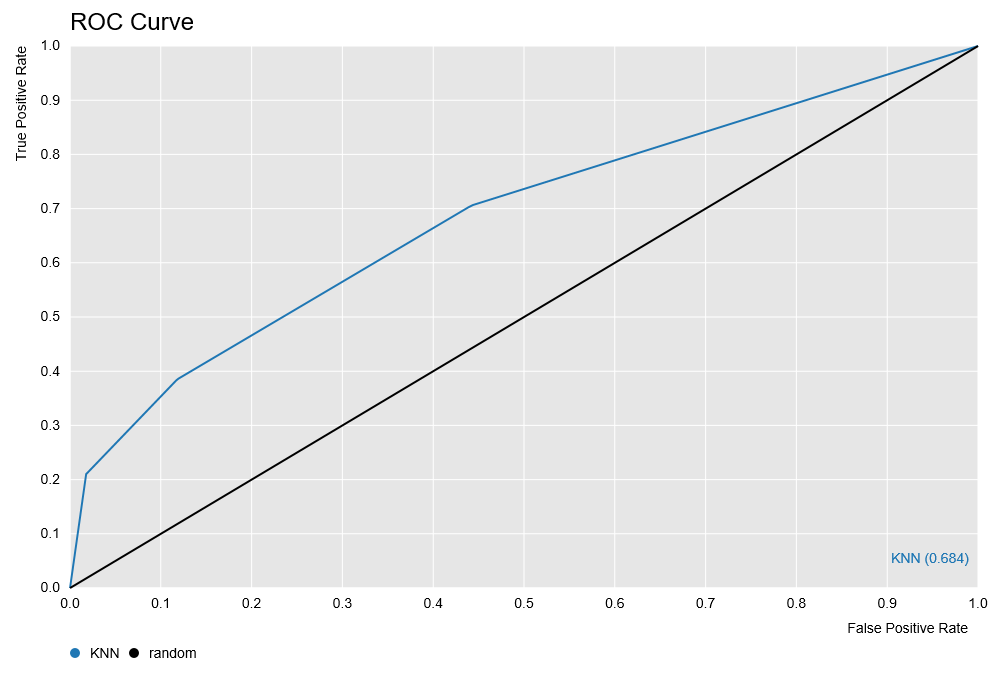 ROC Curve
True Positive Rate
1.0
0.9
0.8
0.7
0.6
0.5
0.4
0.3
0.2
0.1
0.0
KNN (0.684)
0.0 0.1 0.2 0.3 0.4 0.5 0.6 0.7 0.8 0.9 1.0
False Positive Rate
KNN random